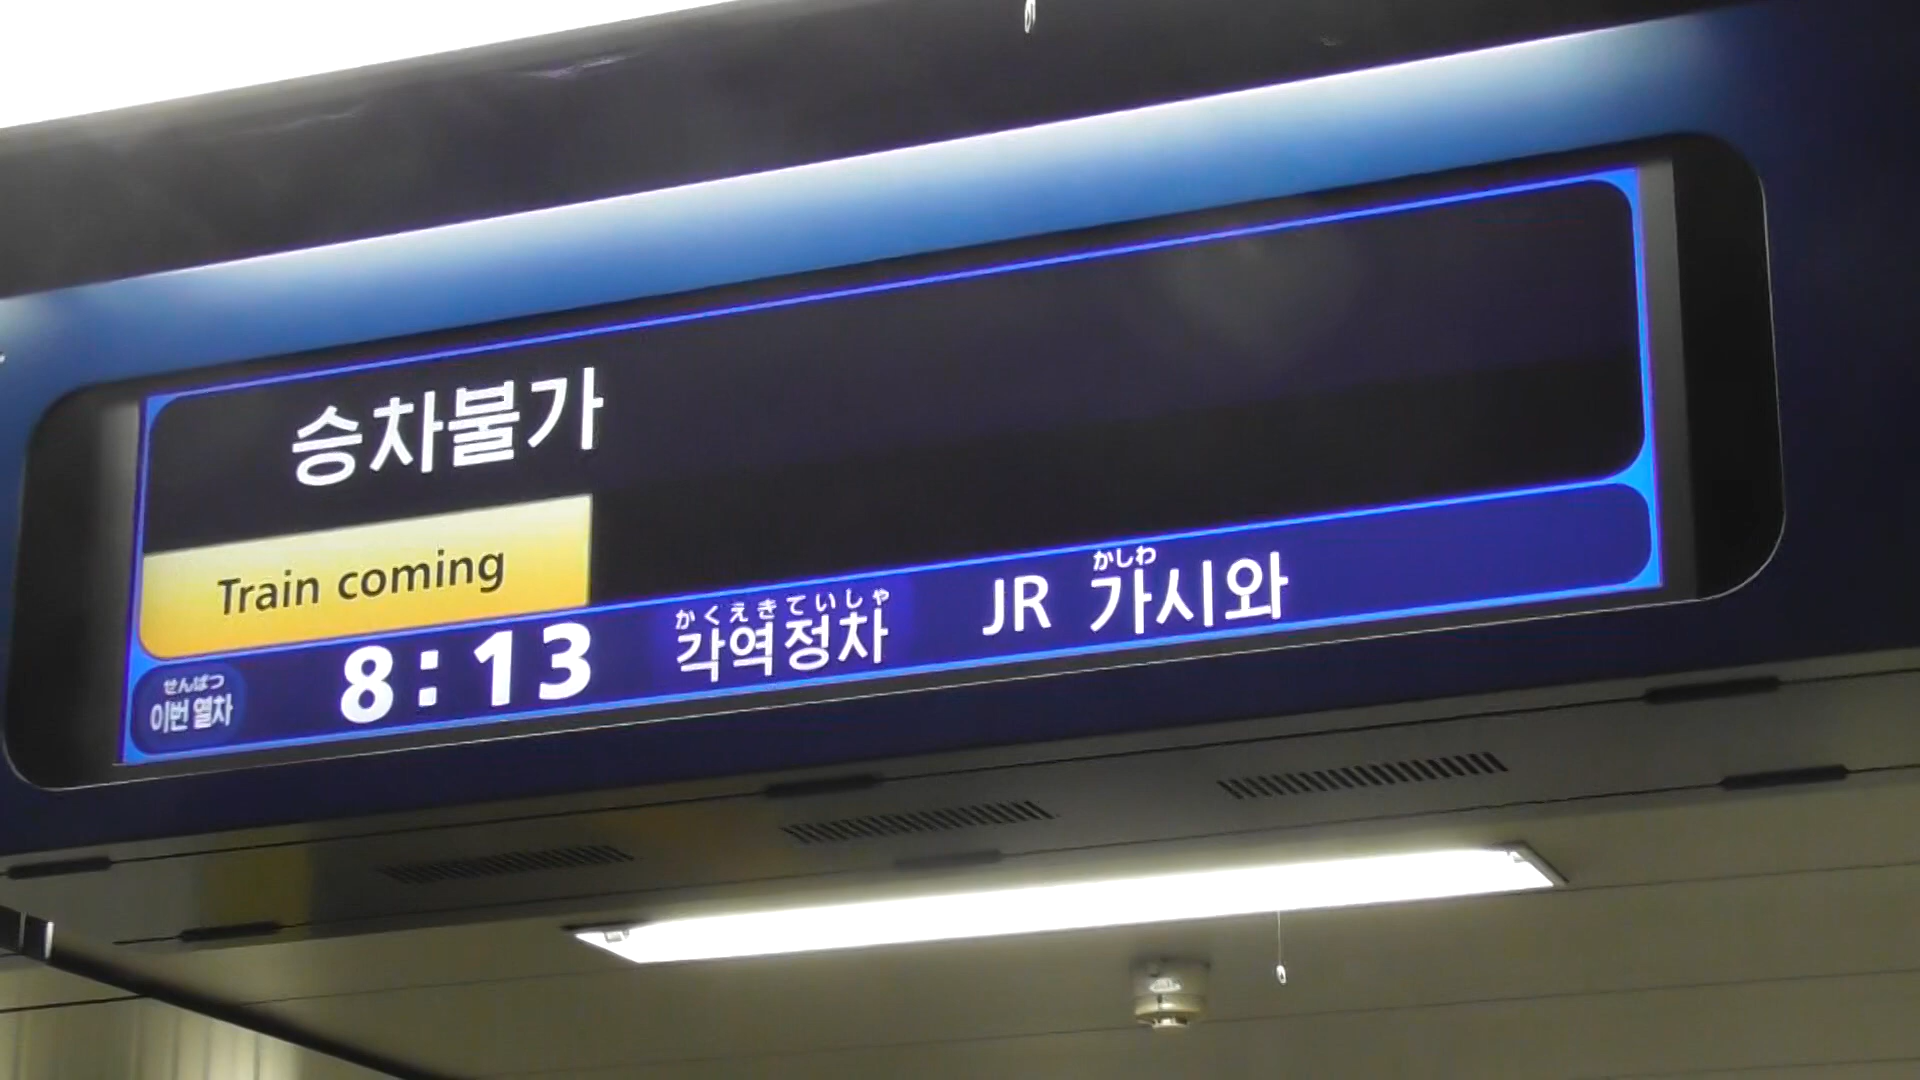 승차불가
Train coming
せんぱつ
이번 열차
8:13
かくえきていしゃ
각역정차
かしわ
JR 가시와